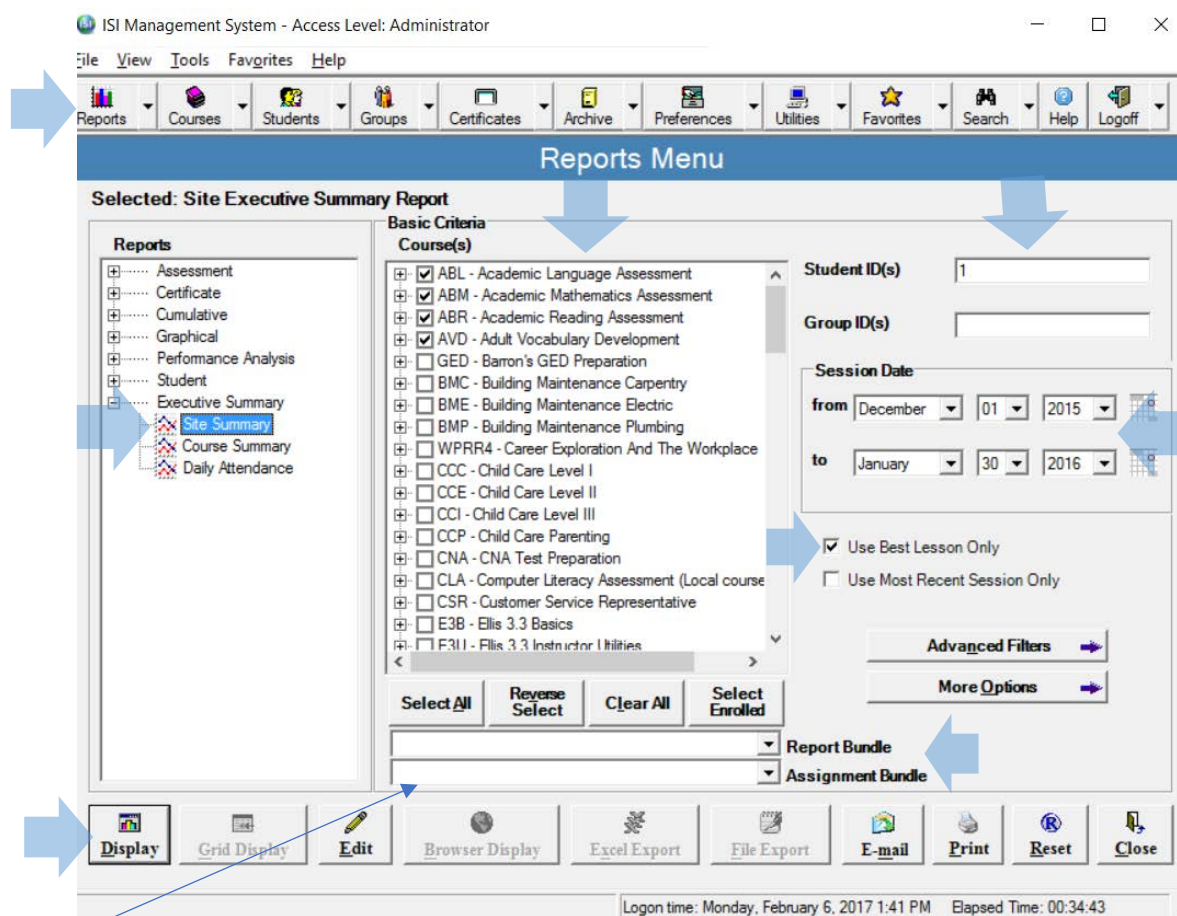 ISI Management System - Access Level: Administrator
File View Tools Favorites Help
Reports Courses Students Groups Certificates Archive Preferences Utilities Favorites Search Help Logoff
Reports Menu
Selected: Site Executive Summary Report
Reports
Assessment
Certificate
Cumulative
Graphical
Performance Analysis
Student
Executive Summary
Site Summary
Course Summary
Daily Attendance
Basic Criteria
Course(s)
ABL - Academic Language Assessment
ABM - Academic Mathematics Assessment
ABR - Academic Reading Assessment
AVD - Adult Vocabulary Development
GED - Barron's GED Preparation
BMC - Building Maintenance Carpentry
BME - Building Maintenance Electric
BMP - Building Maintenance Plumbing
WPRR4 - Career Exploration And The Workplace
CCC - Child Care Level I
CCE - Child Care Level II
CCI - Child Care Level III
CCP - Child Care Parenting
CNA - CNA Test Preparation
CLA - Computer Literacy Assessment (Local course
CSR - Customer Service Representative
E3B - Ellis 3.3 Basics
E3U - Ellis 3.3 Instructor Utilities
Select All Reverse Select Clear All Select Enrolled
Student ID(s) 1
Group ID(s)
Session Date
from December 01 2015
to January 30 2016
Use Best Lesson Only
Use Most Recent Session Only
Advanced Filters
More Options
Report Bundle
Assignment Bundle
Display Grid Display Edit Browser Display Excel Export File Export E-mail Print Reset Close
Logon time: Monday, February 6, 2017 1:41 PM Elapsed Time: 00:34:43